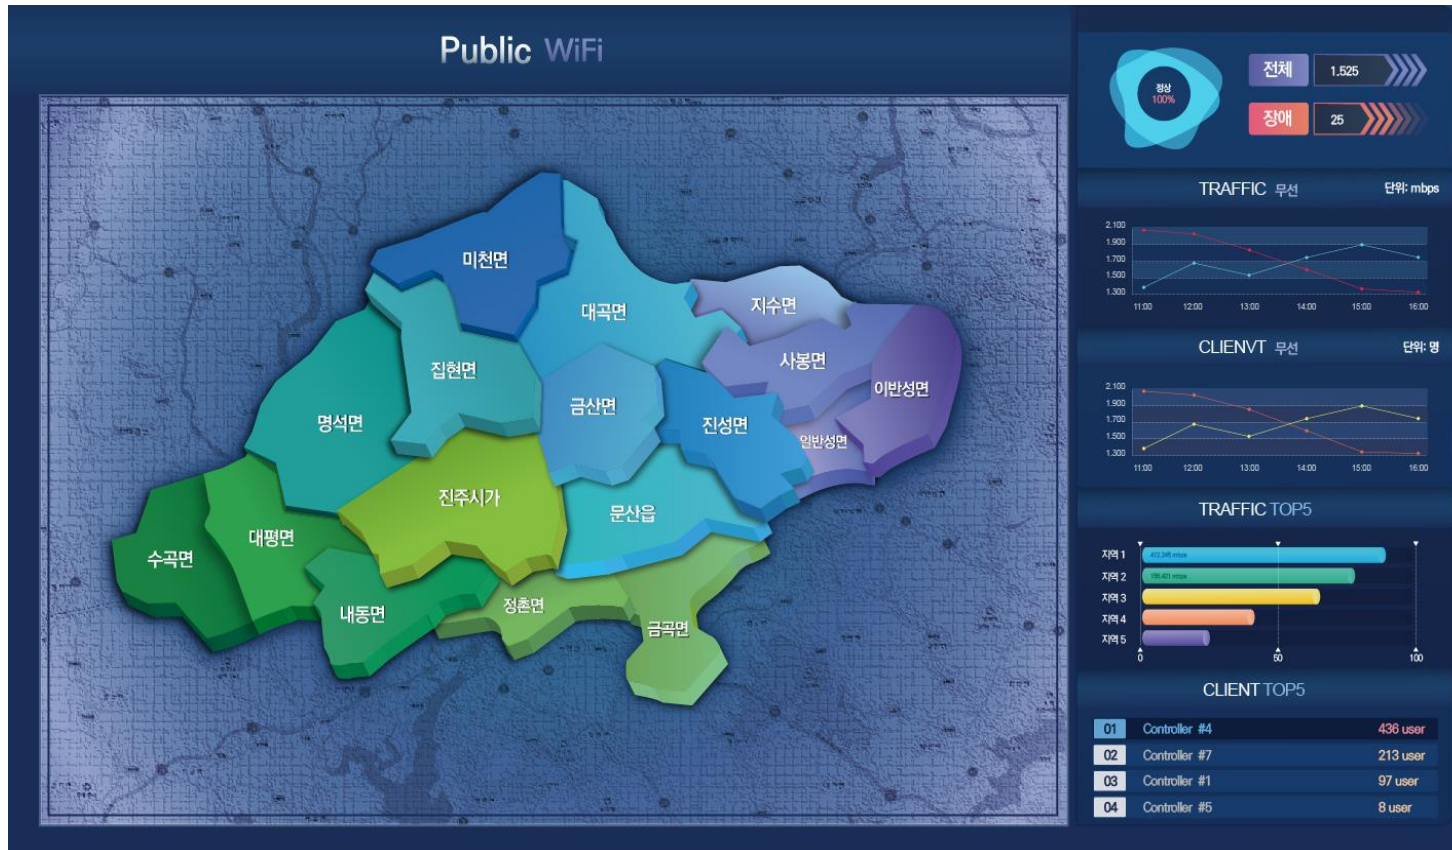 Public WiFi
미천면
대곡면
지수면
집현면
사봉면
이반성면
금산면
명석면
진성면
일반성면
진주시가
문산읍
대평면
수곡면
정촌면
내동면
금곡면
정상
100%
전체 1.525
장애 25
TRAFFIC 무선 단위: mbps
2.100
1.900
1.700
1.500
1.300
11:00 12:00 13:00 14:00 15:00 16:00
CLIENVT 무선 단위: 명
2.100
1.900
1.700
1.500
1.300
11:00 12:00 13:00 14:00 15:00 16:00
TRAFFIC TOP5
지역 1
지역 2
지역 3
지역 4
지역 5
0 50 100
CLIENT TOP5
01 Controller #4 436 user
02 Controller #7 213 user
03 Controller #1 97 user
04 Controller #5 8 user